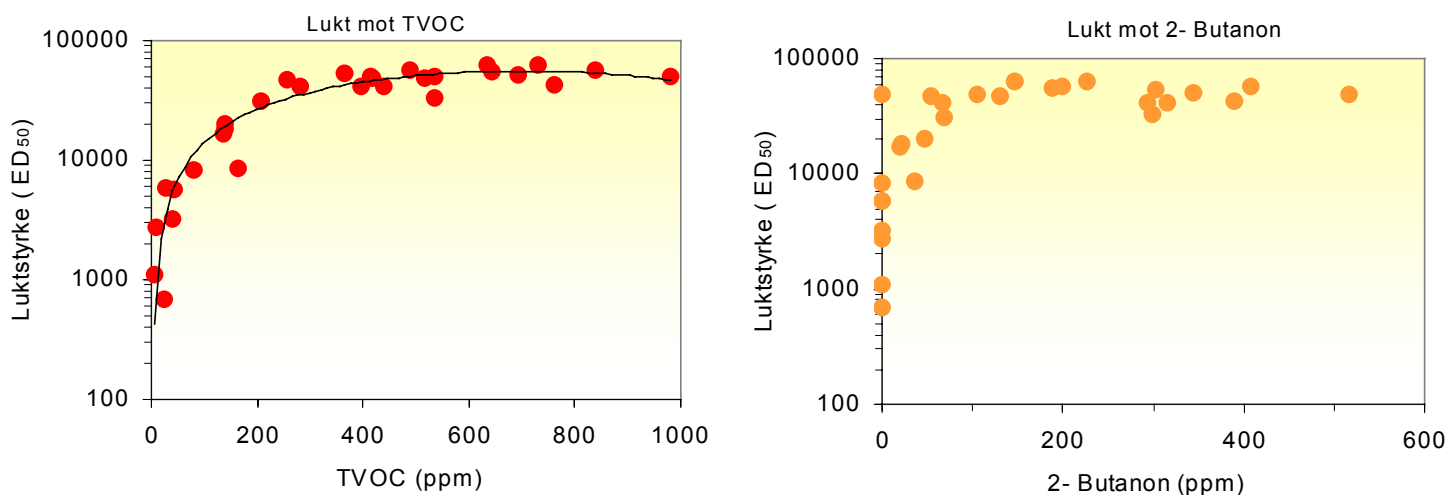 Lukt mot TVOC
100000
10000
1000
100
Luktstyrke ( ED50)
0 200 400 600 800 1000
TVOC (ppm)
Lukt mot 2- Butanon
100000
10000
1000
100
Luktstyrke ( ED50)
0 200 400 600
2- Butanon (ppm)